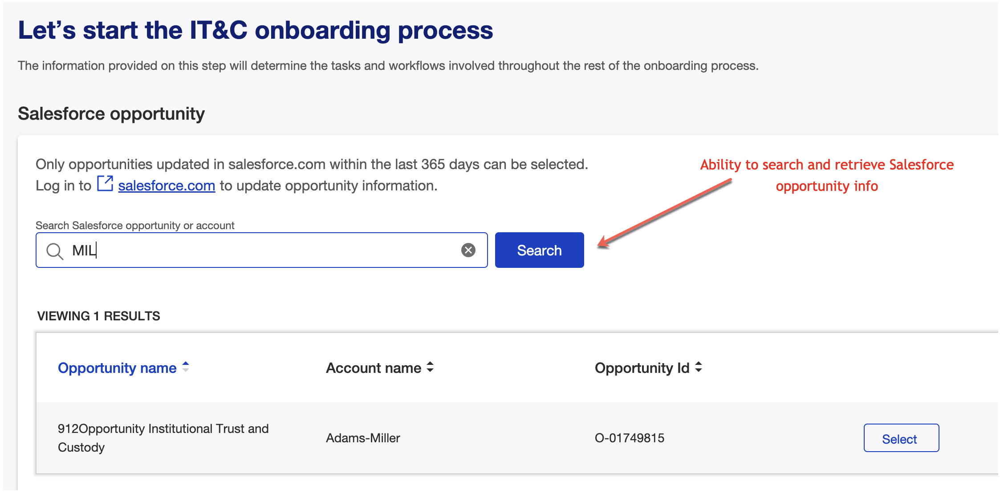 Let’s start the IT&C onboarding process
The information provided on this step will determine the tasks and workflows involved throughout the rest of the onboarding process.
Salesforce opportunity
Only opportunities updated in salesforce.com within the last 365 days can be selected.
Log in to salesforce.com to update opportunity information.
Ability to search and retrieve Salesforce
opportunity info
Search Salesforce opportunity or account
MIL
Search
VIEWING 1 RESULTS
Opportunity name
Account name
Opportunity Id
912Opportunity Institutional Trust and
Custody
Adams-Miller
O-01749815
Select